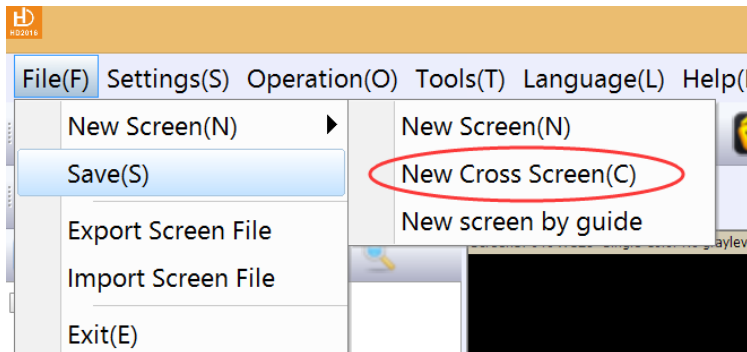 HD2016
File(F) Settings(S) Operation(O) Tools(T) Language(L) Help(
New Screen(N)
Save(S)
Export Screen File
Import Screen File
Exit(E)
New Screen(N)
New Cross Screen(C)
New screen by guide